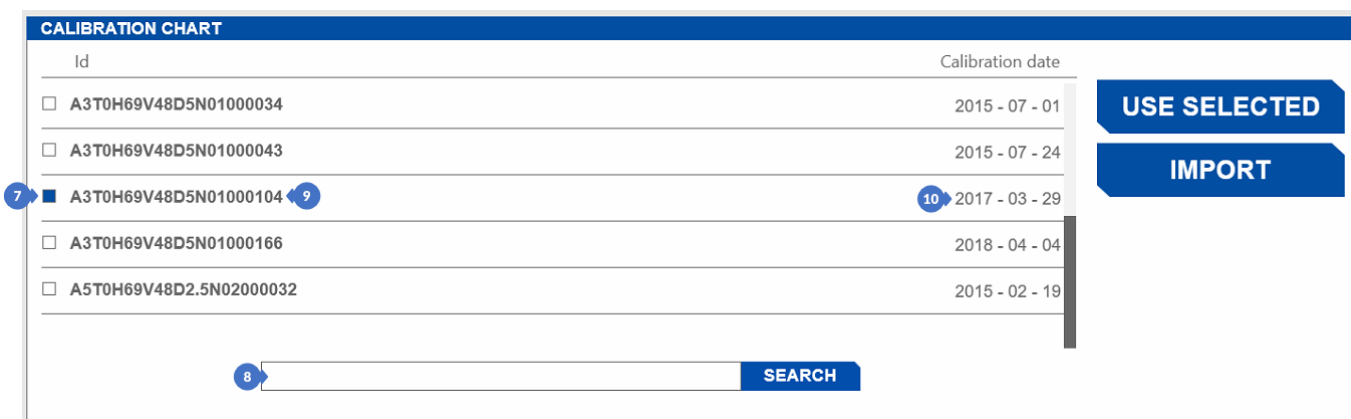 CALIBRATION CHART
Id Calibration date
A3T0H69V48D5N01000034 2015 - 07 - 01
USE SELECTED
A3T0H69V48D5N01000043 2015 - 07 - 24
IMPORT
7 A3T0H69V48D5N01000104 9 10 2017 - 03 - 29
A3T0H69V48D5N01000166 2018 - 04 - 04
A5T0H69V48D2.5N02000032 2015 - 02 - 19
8 SEARCH